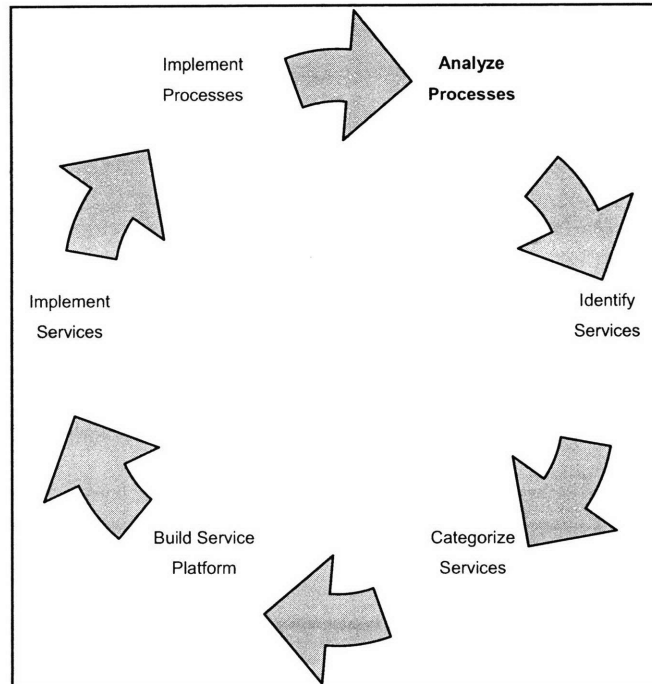 Implement
Processes
Analyze
Processes
Identify
Services
Categorize
Services
Build Service
Platform
Implement
Services